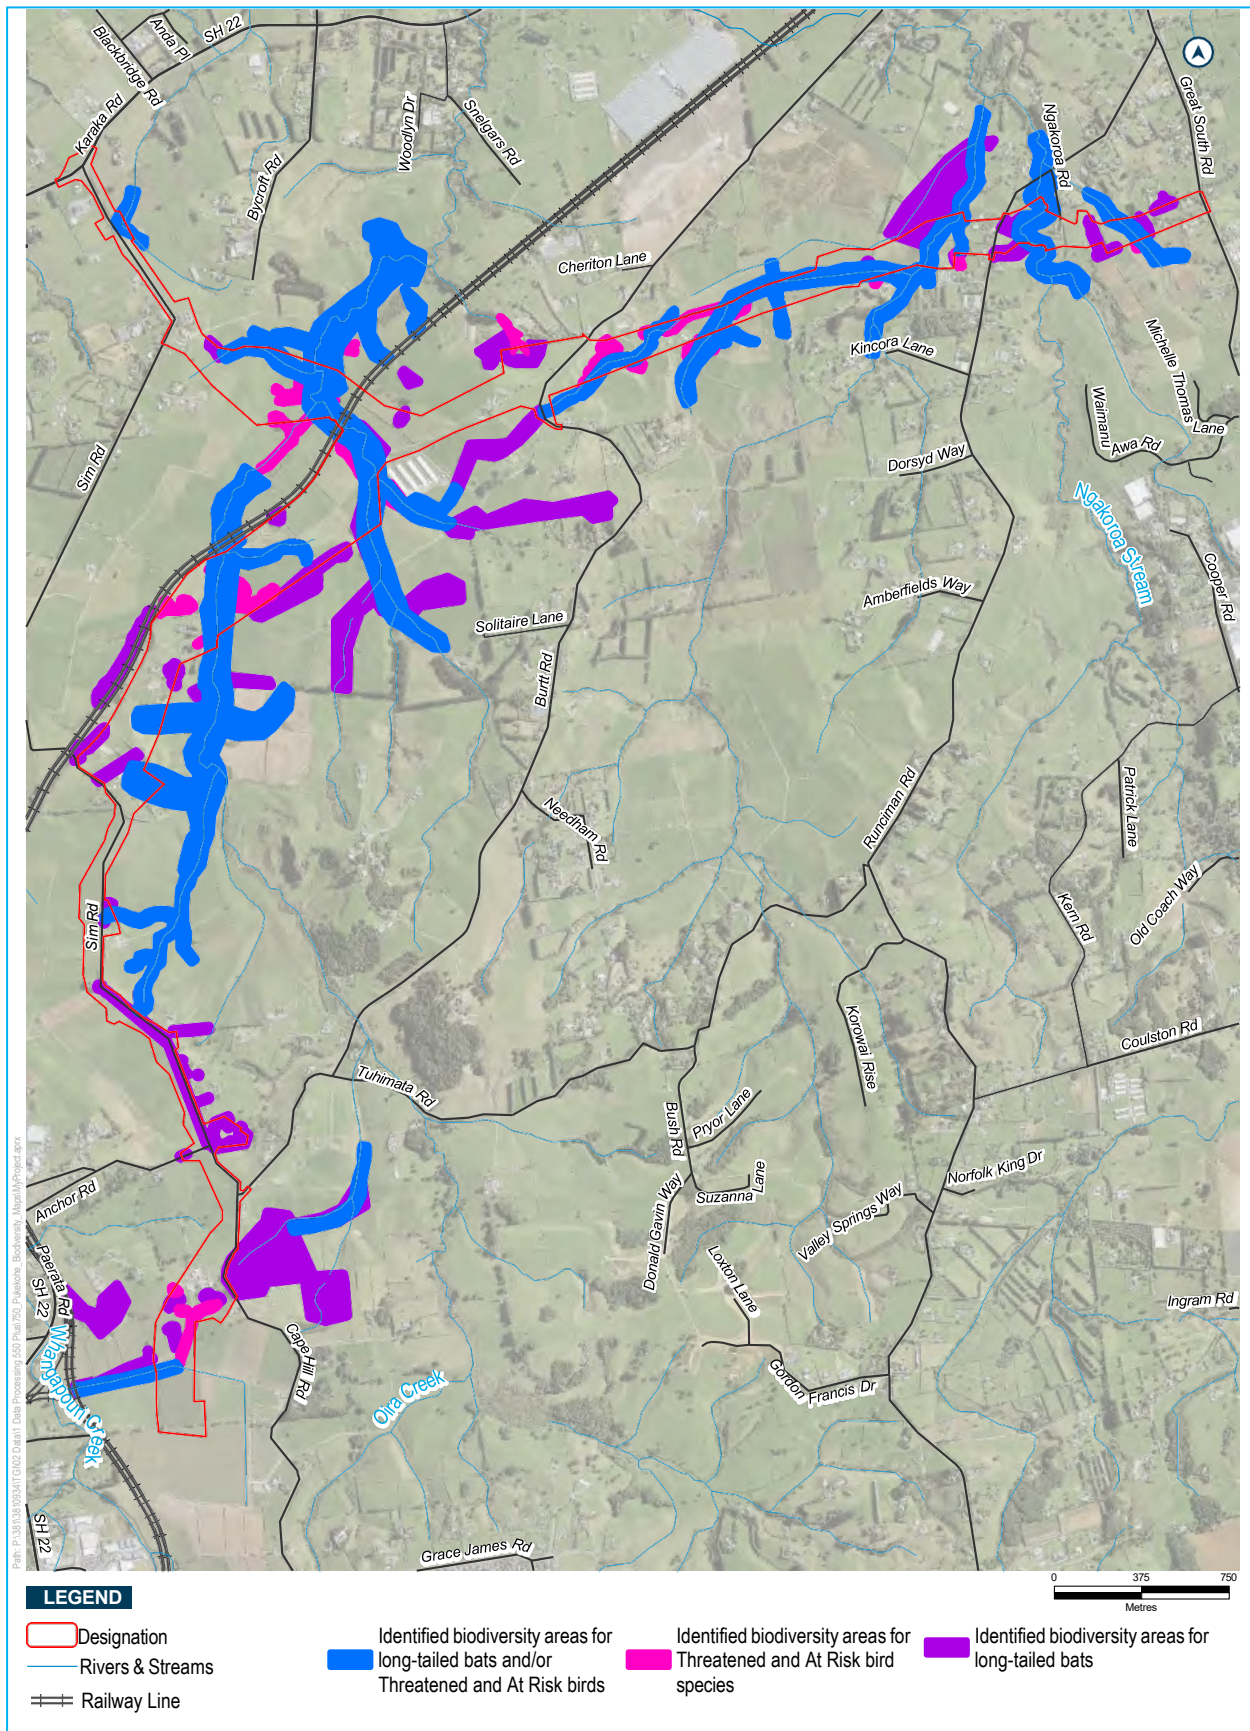 SH 22
Anda Pl
Blackbridge Rd
Karaka Rd
Woodlyn Dr
Snelgars Rd
Bycroft Rd
Great South Rd
Ngakoroa Rd
Cheriton Lane
Kincora Lane
Michelle Thomas
Lane
Waimanu
Awa Rd
Sim Rd
Dorsyd Way
Ngakoroa Stream
Cooper Rd
Amberfields Way
Solitaire Lane
Burtt Rd
Needham Rd
Runciman Rd
Patrick Lane
Old Coach Way
Kern Rd
Sim Rd
Korowai Rise
Coulston Rd
Tuhimata Rd
Bush Rd
Pryor Lane
Suzanna Lane
Donald Gavin Way
Norfolk King Dr
Valley Springs Way
Anchor Rd
Paerata Rd
SH 22
Loxton Lane
Ingram Rd
Whangapouri Creek
Cape Hill Rd
Gordon
Francis Dr
Oira Creek
SH 22
Grace James Rd
LEGEND
0 375 750
Metres
Designation
Rivers & Streams
Railway Line
Identified biodiversity areas for
long-tailed bats and/or
Threatened and At Risk birds
Identified biodiversity areas for
Threatened and At Risk bird
species
Identified biodiversity areas for
long-tailed bats